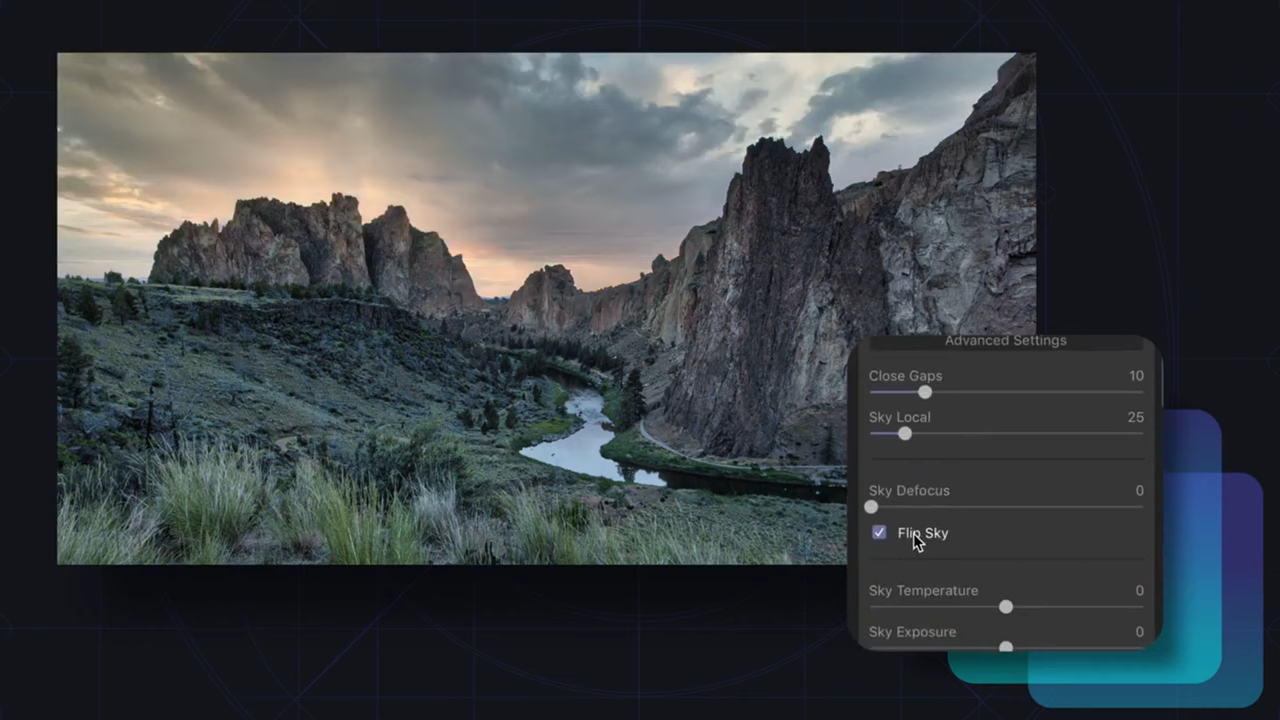 Advanced Settings
Close Gaps 10
Sky Local 25
Sky Defocus 0
Flip Sky
Sky Temperature 0
Sky Exposure 0